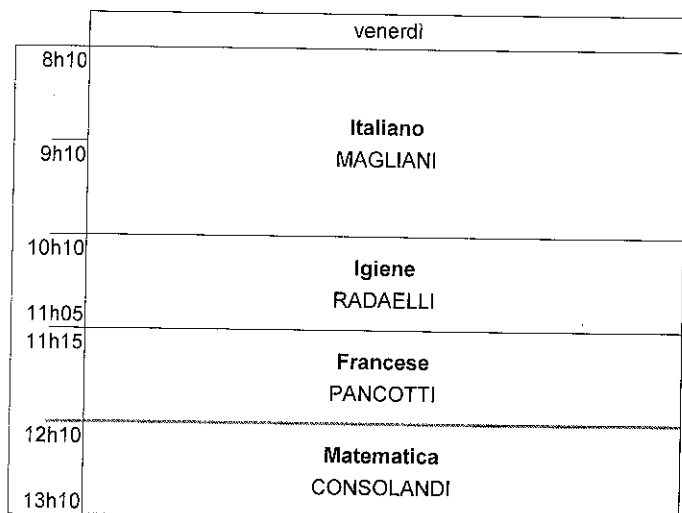 venerdì
8h10
Italiano
9h10
MAGLIANI
10h10
Igiene
RADAELLI
11h05
11h15
Francese
PANCOTTI
12h10
Matematica
CONSOLANDI
13h10